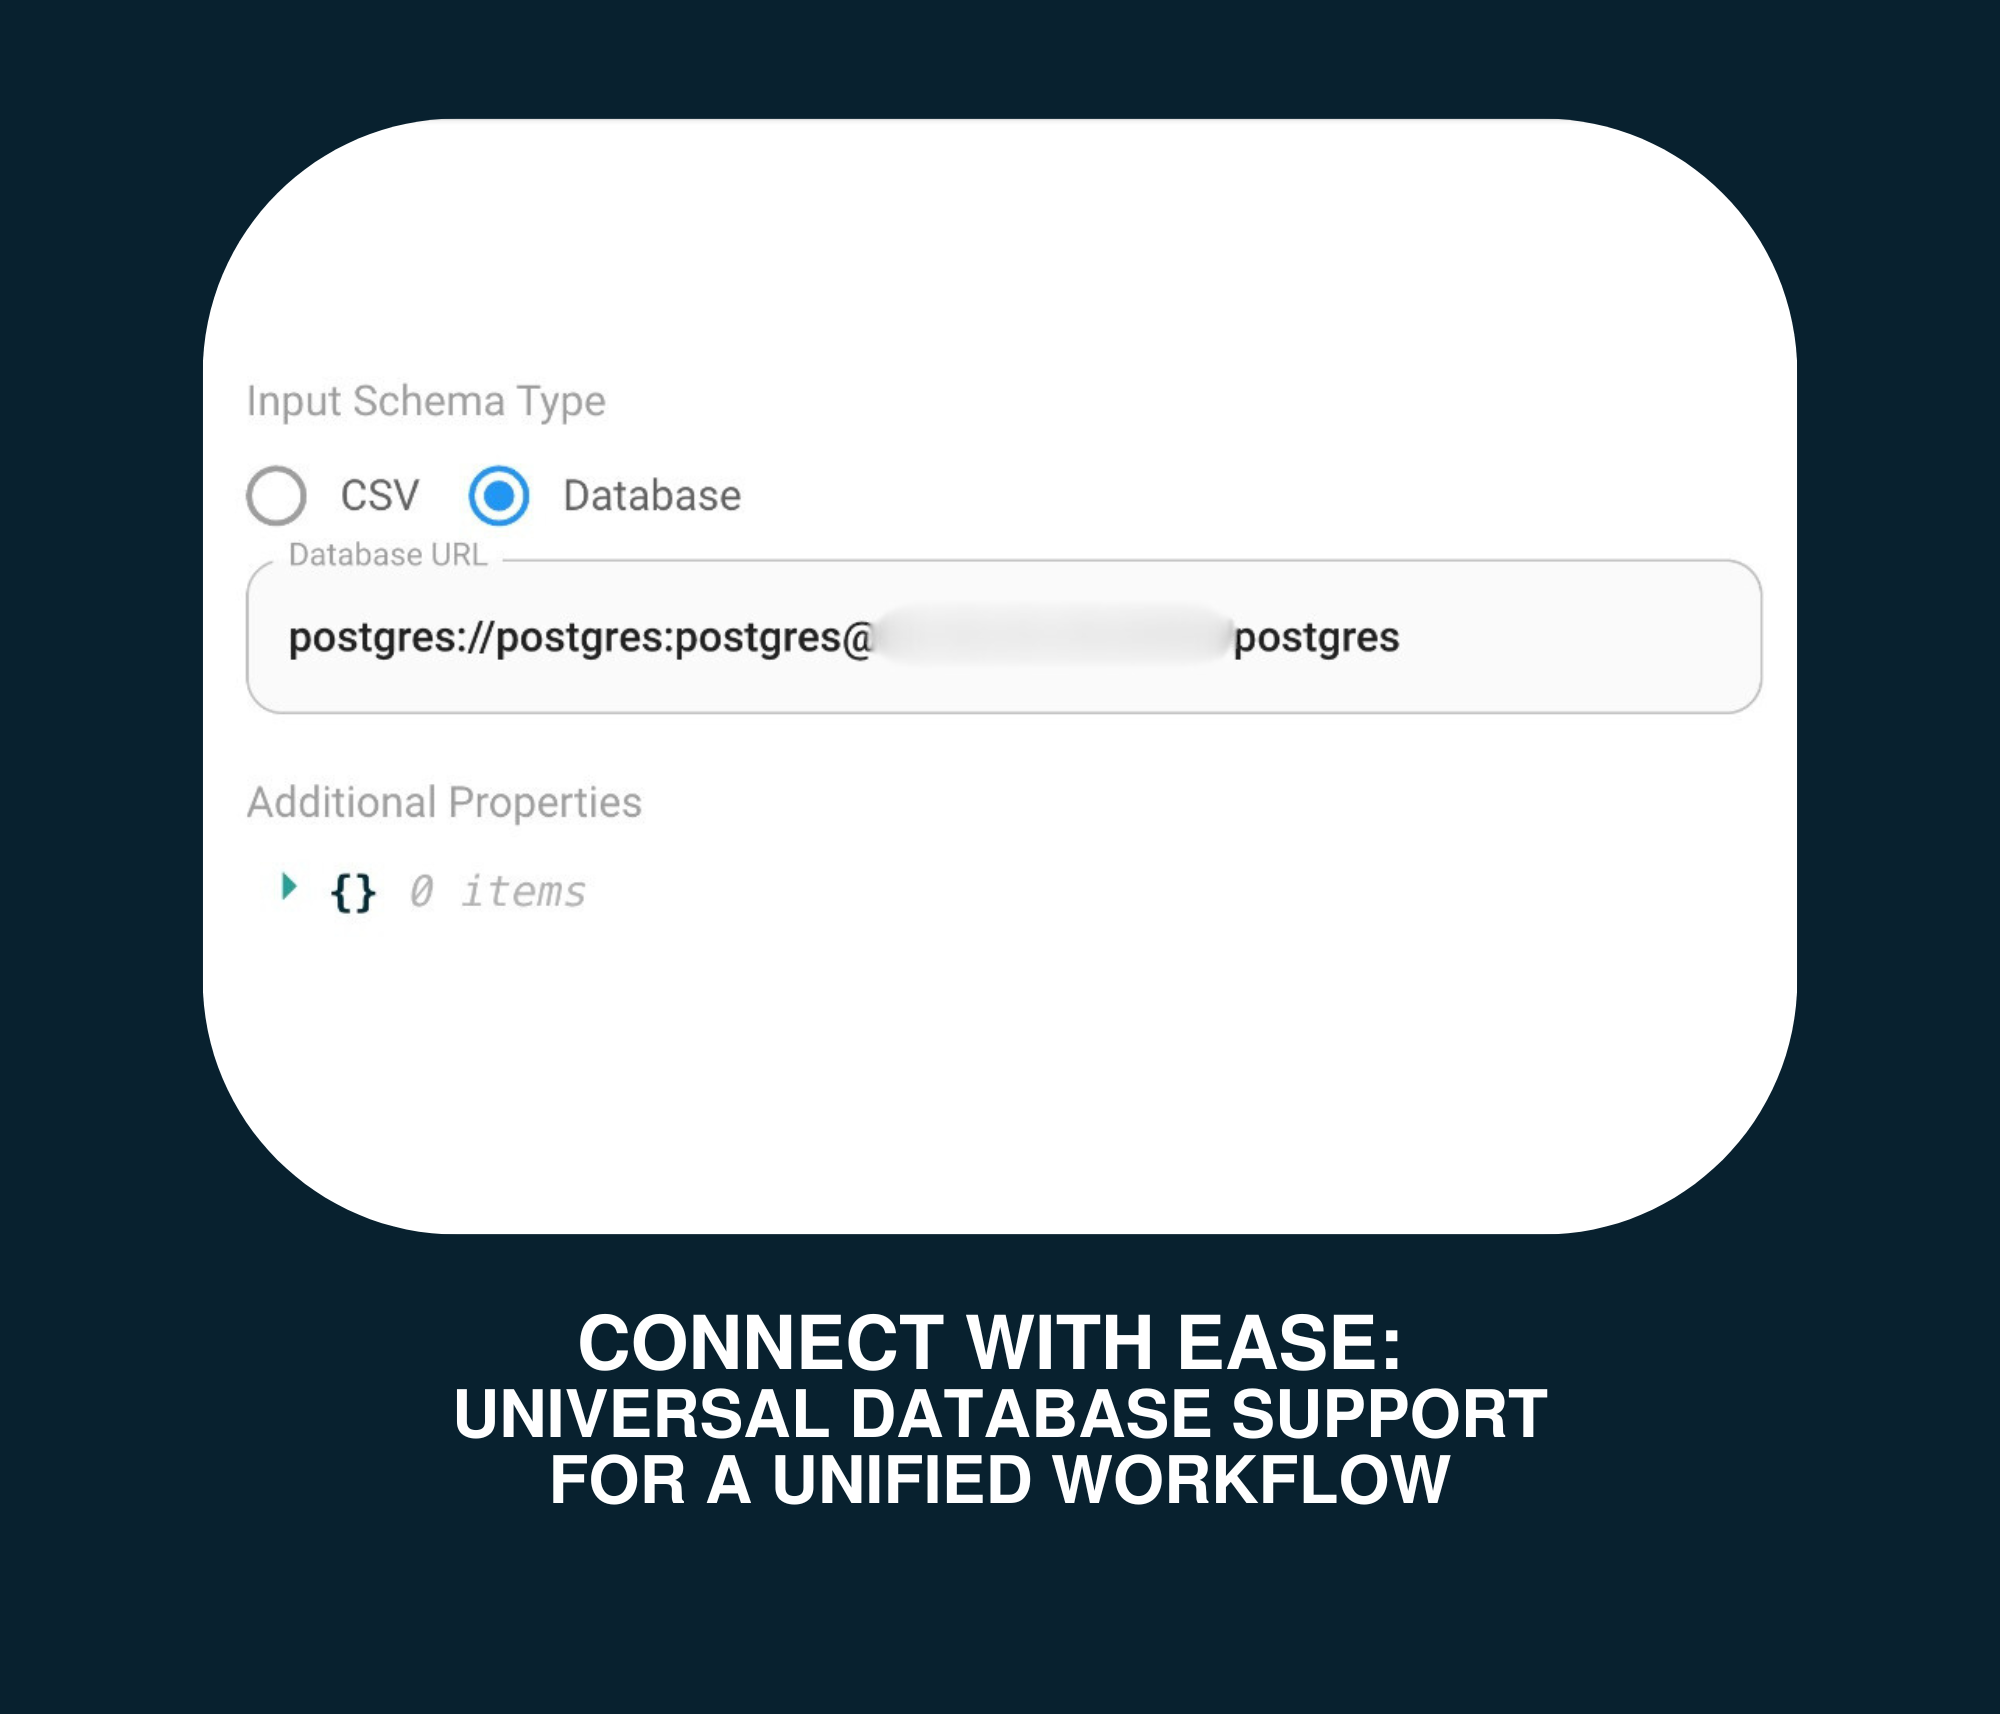 Input Schema Type
CSV Database
Database URL
postgres://postgres:postgres@ postgres
Additional Properties
{} 0 items
CONNECT WITH EASE:
UNIVERSAL DATABASE SUPPORT
FOR A UNIFIED WORKFLOW